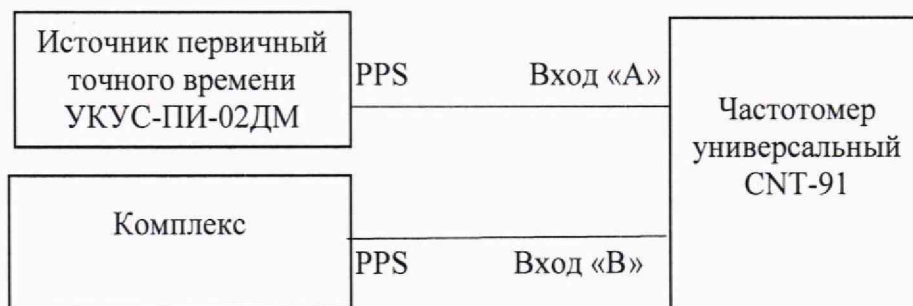 Источник первичный
точного времени
УКУС-ПИ-02ДМ
PPS
Вход «А»
Частотомер
универсальный
CNT-91
Комплекс
PPS
Вход «В»